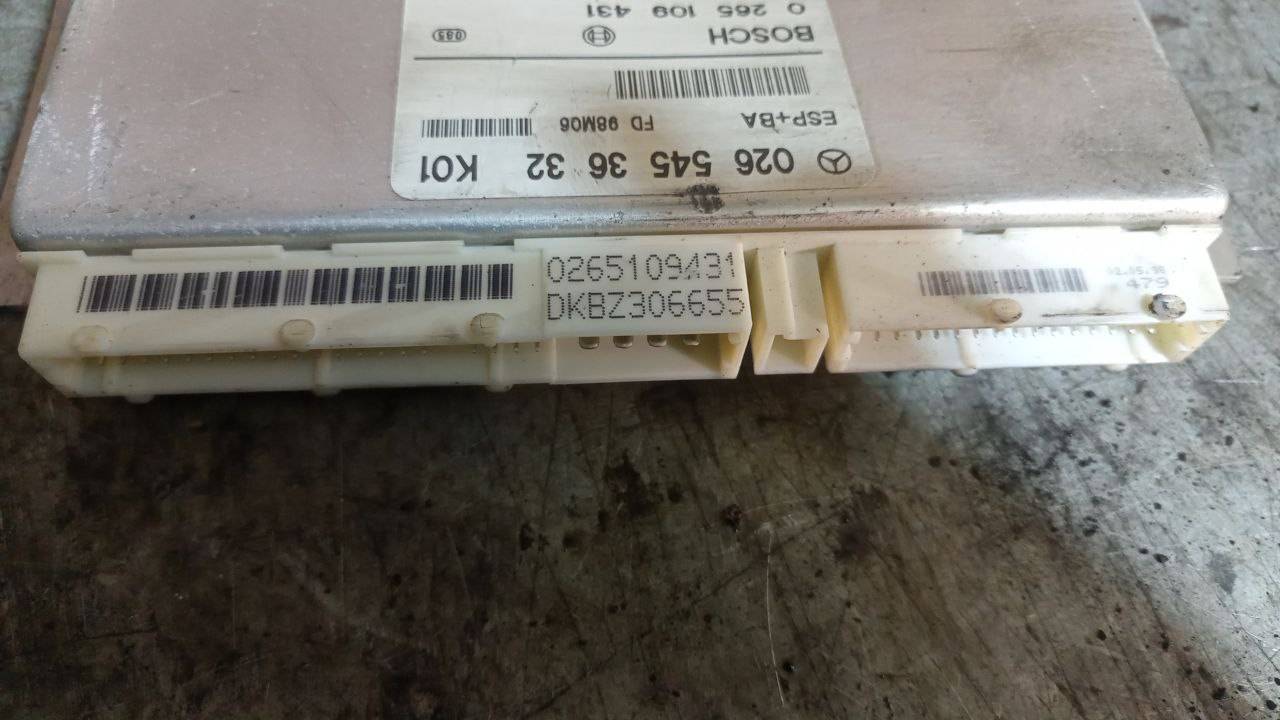 0 265 109 431
BOSCH
ESP+BA FD 98M06
026 545 36 32 K01
0265109431
DKBZ306655
479